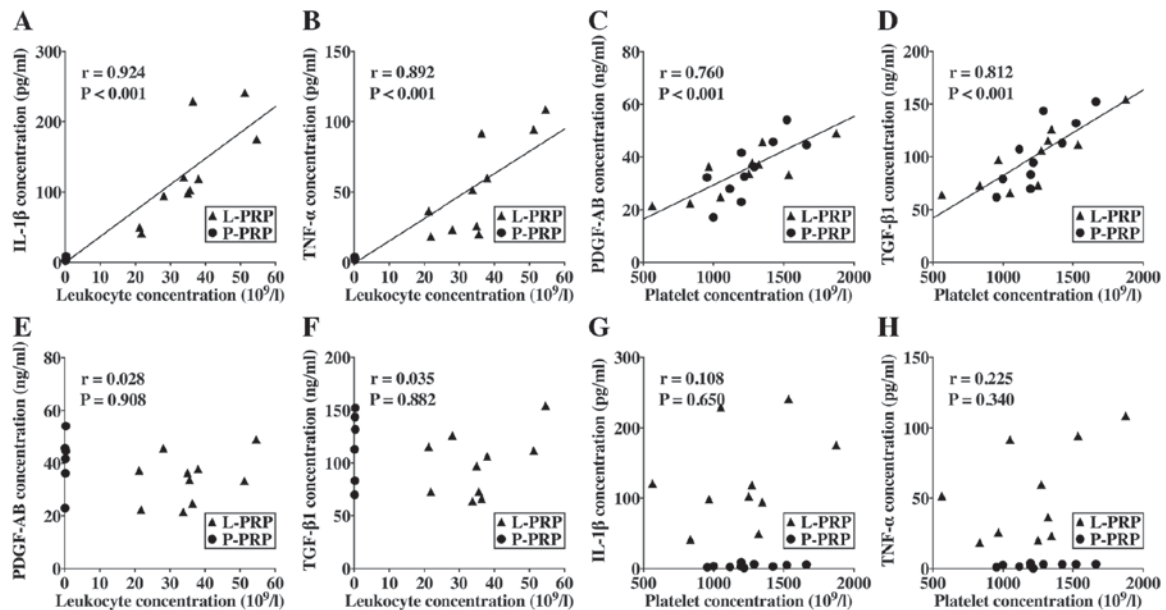 A
IL-1β concentration (pg/ml)
300
200
100
0
r = 0.924
P < 0.001
L-PRP
P-PRP
0 10 20 30 40 50 60
Leukocyte concentration (10⁹/l)
B
TNF-α concentration (pg/ml)
150
100
50
0
r = 0.892
P < 0.001
L-PRP
P-PRP
0 10 20 30 40 50 60
Leukocyte concentration (10⁹/l)
C
PDGF-AB concentration (ng/ml)
80
60
40
20
0
r = 0.760
P < 0.001
L-PRP
P-PRP
500 1000 1500 2000
Platelet concentration (10⁹/l)
D
TGF-β1 concentration (ng/ml)
200
150
100
50
0
r = 0.812
P < 0.001
L-PRP
P-PRP
500 1000 1500 2000
Platelet concentration (10⁹/l)
E
PDGF-AB concentration (ng/ml)
80
60
40
20
0
r = 0.028
P = 0.908
L-PRP
P-PRP
0 10 20 30 40 50 60
Leukocyte concentration (10⁹/l)
F
TGF-β1 concentration (ng/ml)
200
150
100
50
0
r = 0.035
P = 0.882
L-PRP
P-PRP
0 10 20 30 40 50 60
Leukocyte concentration (10⁹/l)
G
IL-1β concentration (pg/ml)
300
200
100
0
r = 0.108
P = 0.650
L-PRP
P-PRP
500 1000 1500 2000
Platelet concentration (10⁹/l)
H
TNF-α concentration (pg/ml)
150
100
50
0
r = 0.225
P = 0.340
L-PRP
P-PRP
500 1000 1500 2000
Platelet concentration (10⁹/l)